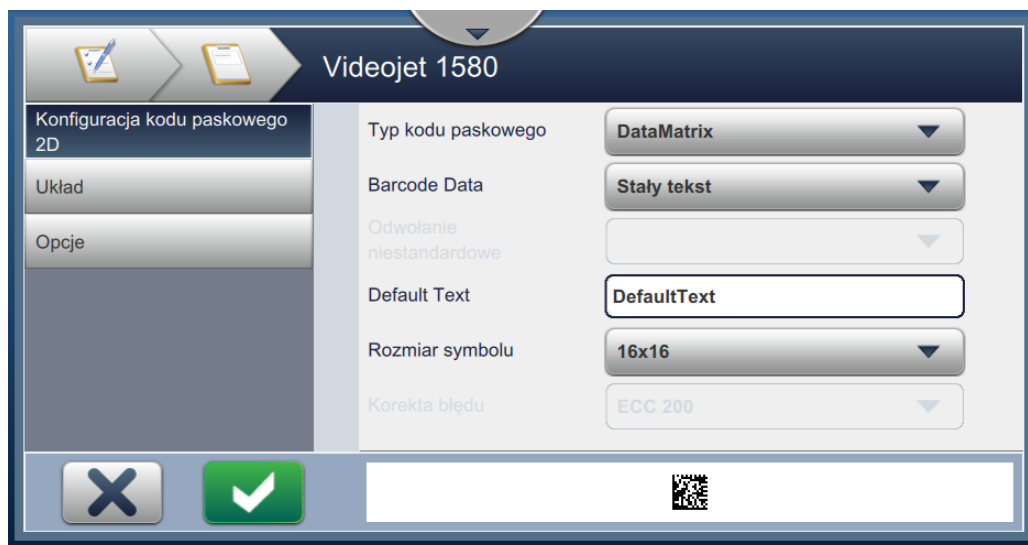 Videojet 1580
Konfiguracja kodu paskowego
2D
Układ
Opcje
Typ kodu paskowego
DataMatrix
Barcode Data
Stały tekst
Odwołanie
niestandardowe
Default Text
DefaultText
Rozmiar symbolu
16x16
Korekta błędu
ECC 200